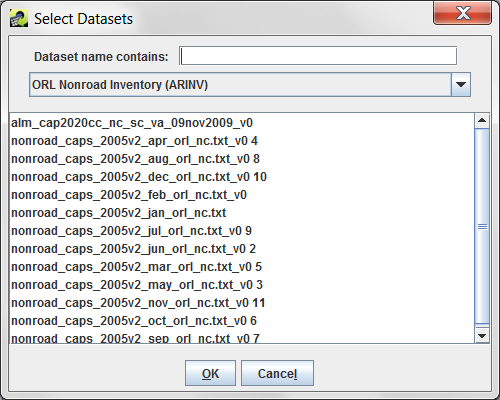 Select Datasets
Dataset name contains:
ORL Nonroad Inventory (ARINV)
alm_cap2020cc_nc_sc_va_09nov2009_v0
nonroad_caps_2005v2_apr_orl_nc.txt_v0 4
nonroad_caps_2005v2_aug_orl_nc.txt_v0 8
nonroad_caps_2005v2_dec_orl_nc.txt_v0 10
nonroad_caps_2005v2_feb_orl_nc.txt_v0
nonroad_caps_2005v2_jan_orl_nc.txt
nonroad_caps_2005v2_jul_orl_nc.txt_v0 9
nonroad_caps_2005v2_jun_orl_nc.txt_v0 2
nonroad_caps_2005v2_mar_orl_nc.txt_v0 5
nonroad_caps_2005v2_may_orl_nc.txt_v0 3
nonroad_caps_2005v2_nov_orl_nc.txt_v0 11
nonroad_caps_2005v2_oct_orl_nc.txt_v0 6
nonroad_caps_2005v2_sep_orl_nc.txt_v0 7
OK Cancel